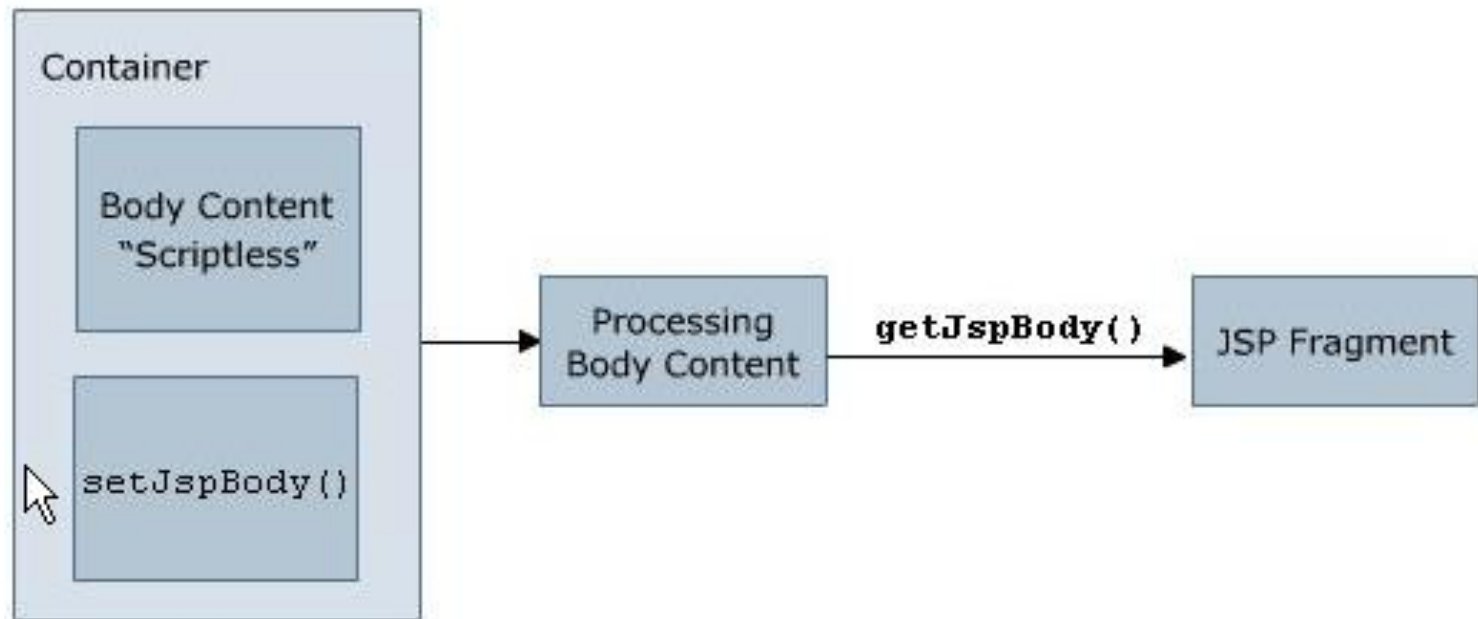 Container
Body Content
“Scriptless”
setJspBody()
Processing
Body Content
getJspBody()
JSP Fragment